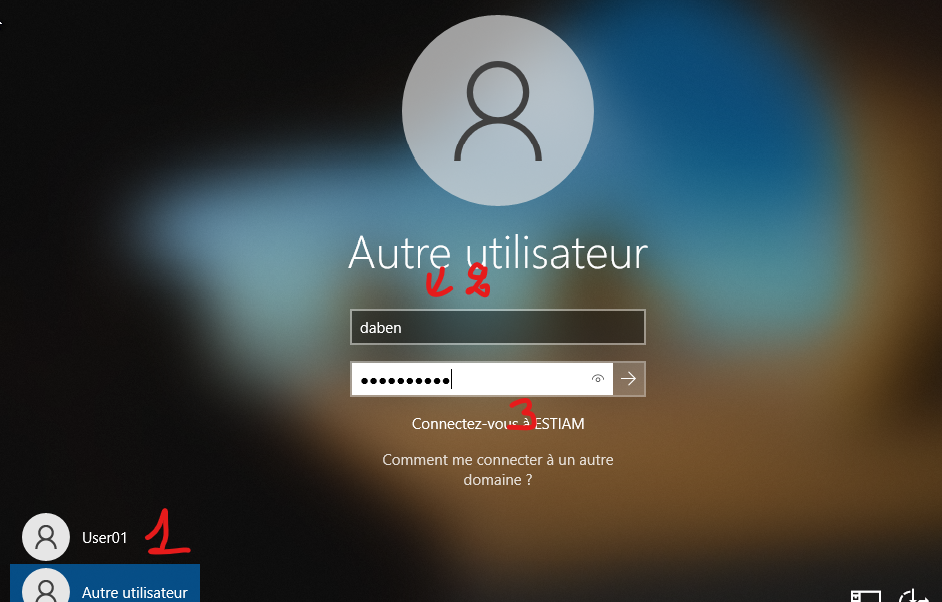 Autre utilisateur
2
daben
Connectez-vous à ESTIAM
3
Comment me connecter à un autre
domaine ?
User01
1
Autre utilisateur